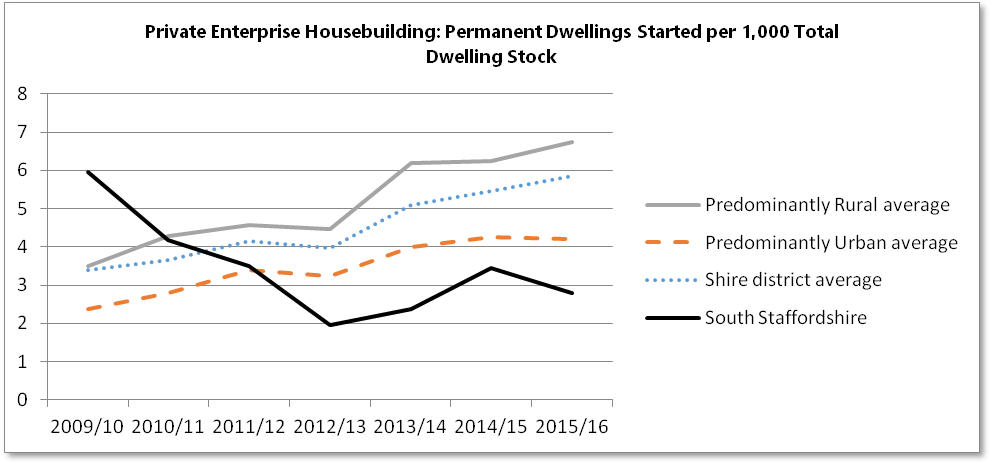 Private Enterprise Housebuilding: Permanent Dwellings Started per 1,000 Total
Dwelling Stock
8
7
6
5
4
3
2
1
0
2009/10 2010/11 2011/12 2012/13 2013/14 2014/15 2015/16
Predominantly Rural average
Predominantly Urban average
Shire district average
South Staffordshire